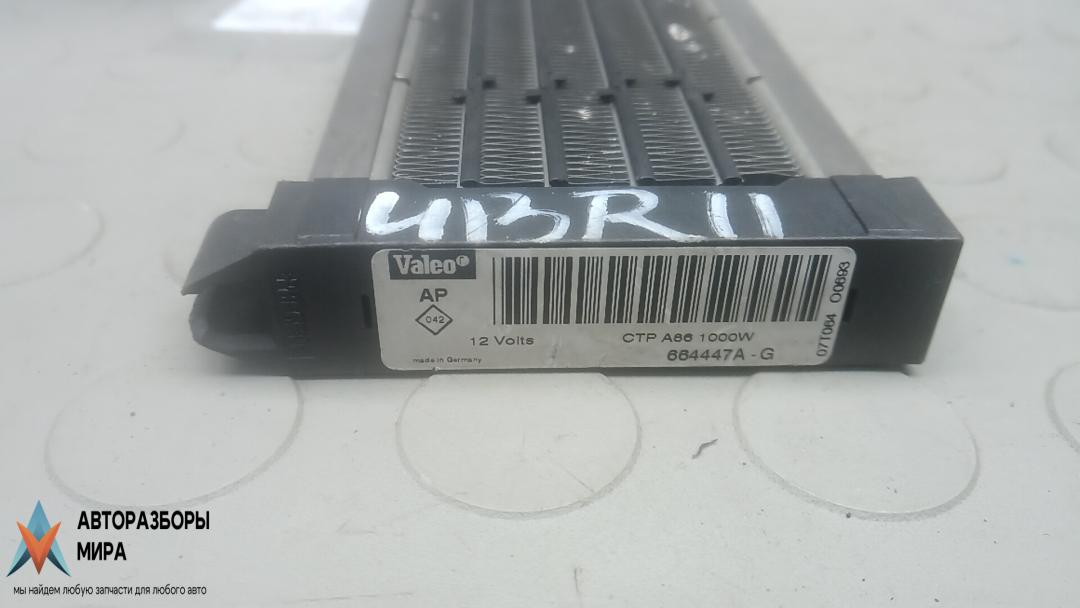 ЧВR11
Valeo
AP
042
12 Volts
made in Germany
CTP A86 1000W
664447A - G
07T064 O0693
АВТОРАЗБОРЫ
МИРА
мы найдем любую запчасти для любого авто